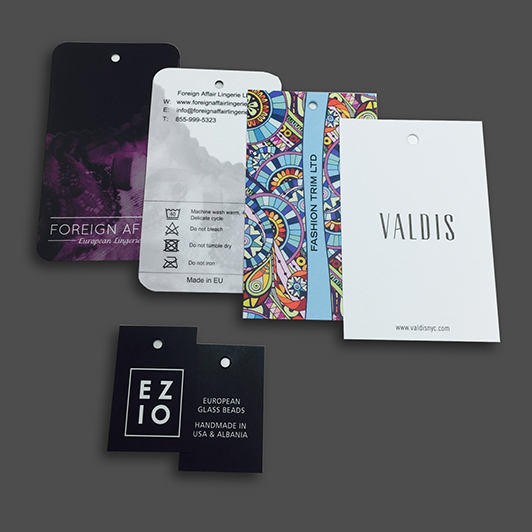 FOREIGN AF
European Lingerie
Foreign Affair Lingerie L
W: www.foreignaffairlingerie
E: info@foreignaffairlingerie
T: 855-999-5323
40
Machine wash warm,
Delicate cycle
Do not bleach
Do not tumble dry
Do not iron
Made in EU
FASHION TRIM LTD
VALDIS
www.valdisnyc.com
EZ
IO
EUROPEAN
GLASS BEADS
HANDMADE IN
USA & ALBANIA